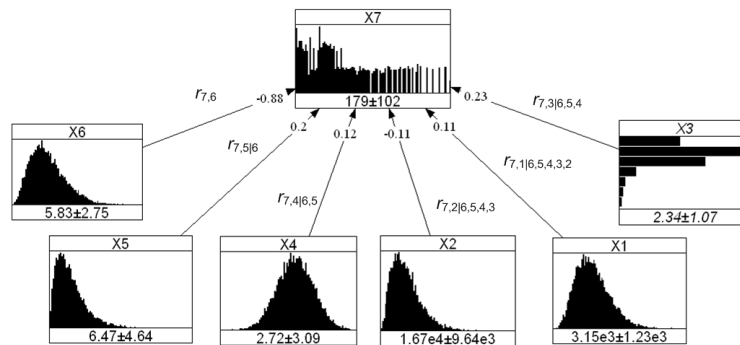 X7
179±102
r7,6
-0.88
0.2
0.12
-0.11
0.11
0.23
r7,3|6,5,4
X6
5.83±2.75
r7,5|6
r7,4|6,5
r7,2|6,5,4,3
r7,1|6,5,4,3,2
X3
2.34±1.07
X5
6.47±4.64
X4
2.72±3.09
X2
1.67e4±9.64e3
X1
3.15e3±1.23e3